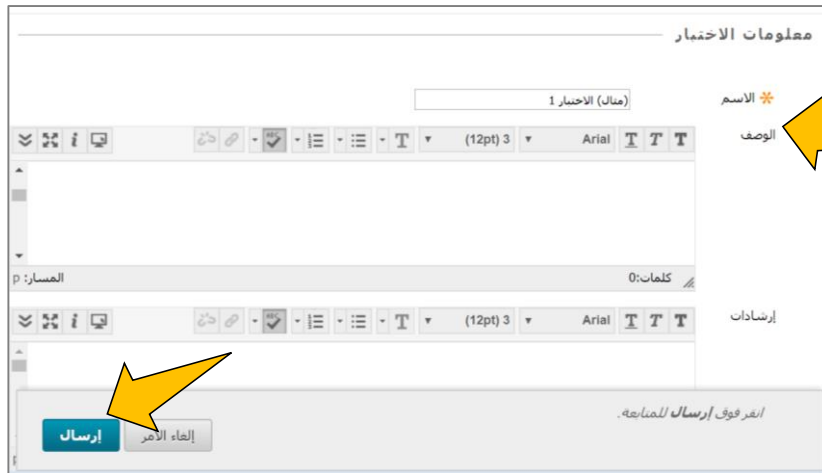 معلومات الاختبار
الاسم
(مثال) الاختبار 1
الوصف
T T T Arial 3 (12pt) T
كلمات:0
المسار: p
إرشادات
T T T Arial 3 (12pt) T
انقر فوق إرسال للمتابعة.
إلغاء الأمر
إرسال